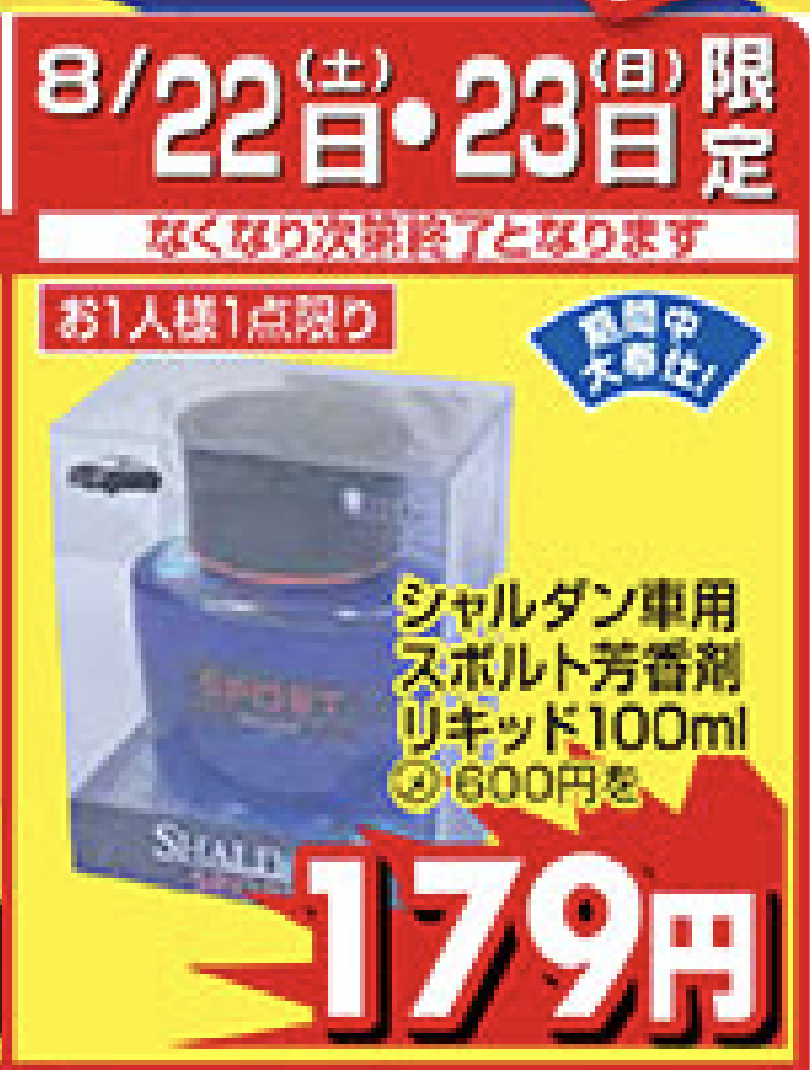 8/22日(土)・23日(日)限定
なくなり次第終了となります
お1人様1点限り
期間中
大奉仕!
SPORT
シャルダン車用
スポルト芳香剤
リキッド100ml
㋱600円を
SHALD
179円